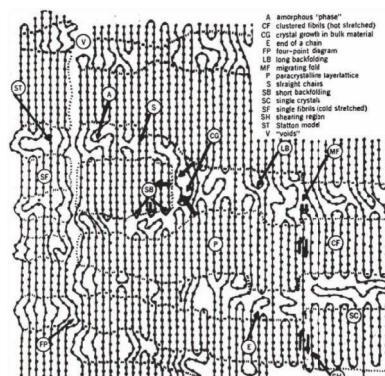 A amorphous "phase"
CF clustered fibrils (hot stretched)
CG crystal growth in bulk material
E end of a chain
FP four-point diagram
LB long backfolding
MF migrating fold
P paracrystalline layerlattice
S straight chains
SB short backfolding
SC single crystals
SF single fibrils (cold stretched)
SH shearing region
ST Statton model
V "voids"
V
ST
A
S
CG
LB
MF
SF
SB
P
CF
SC
FP
E
SH